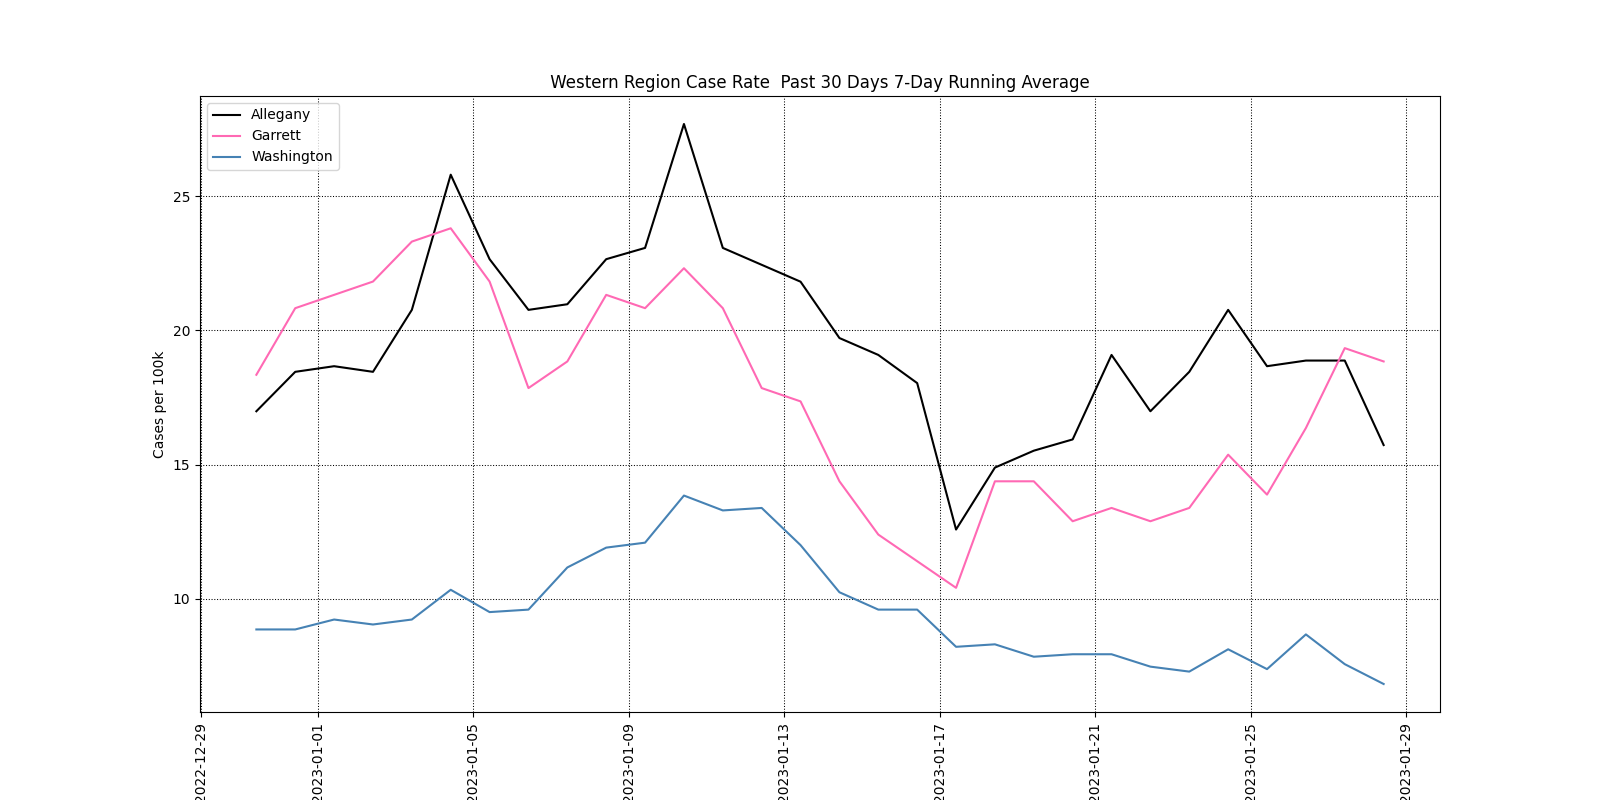 Western Region Case Rate  Past 30 Days 7-Day Running Average
Allegany
Garrett
Washington
Cases per 100k
25
20
15
10
2022-12-29
2023-01-01
2023-01-05
2023-01-09
2023-01-13
2023-01-17
2023-01-21
2023-01-25
2023-01-29